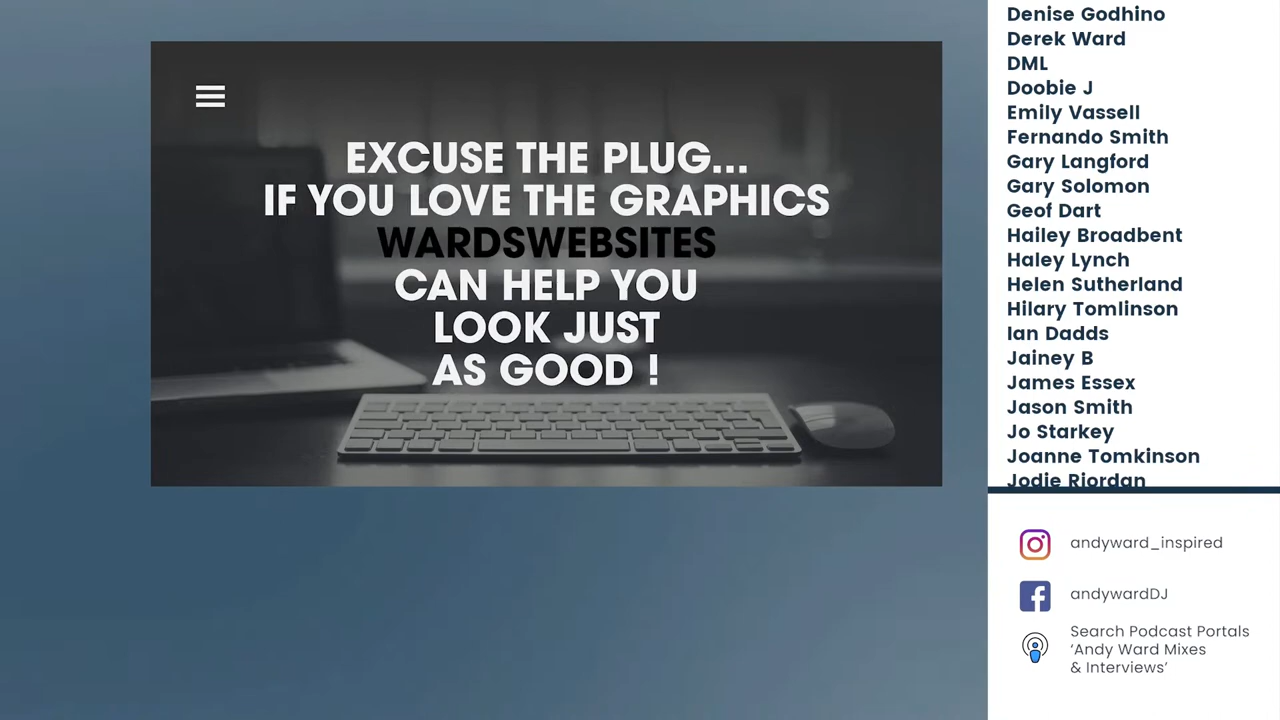 EXCUSE THE PLUG...
IF YOU LOVE THE GRAPHICS
WARDSWEBSITES
CAN HELP YOU
LOOK JUST
AS GOOD !
Denise Godhino
Derek Ward
DML
Doobie J
Emily Vassell
Fernando Smith
Gary Langford
Gary Solomon
Geof Dart
Hailey Broadbent
Haley Lynch
Helen Sutherland
Hilary Tomlinson
Ian Dadds
Jainey B
James Essex
Jason Smith
Jo Starkey
Joanne Tomkinson
Jodie Riordan
andyward_inspired
andywardDJ
Search Podcast Portals
‘Andy Ward Mixes
& Interviews’